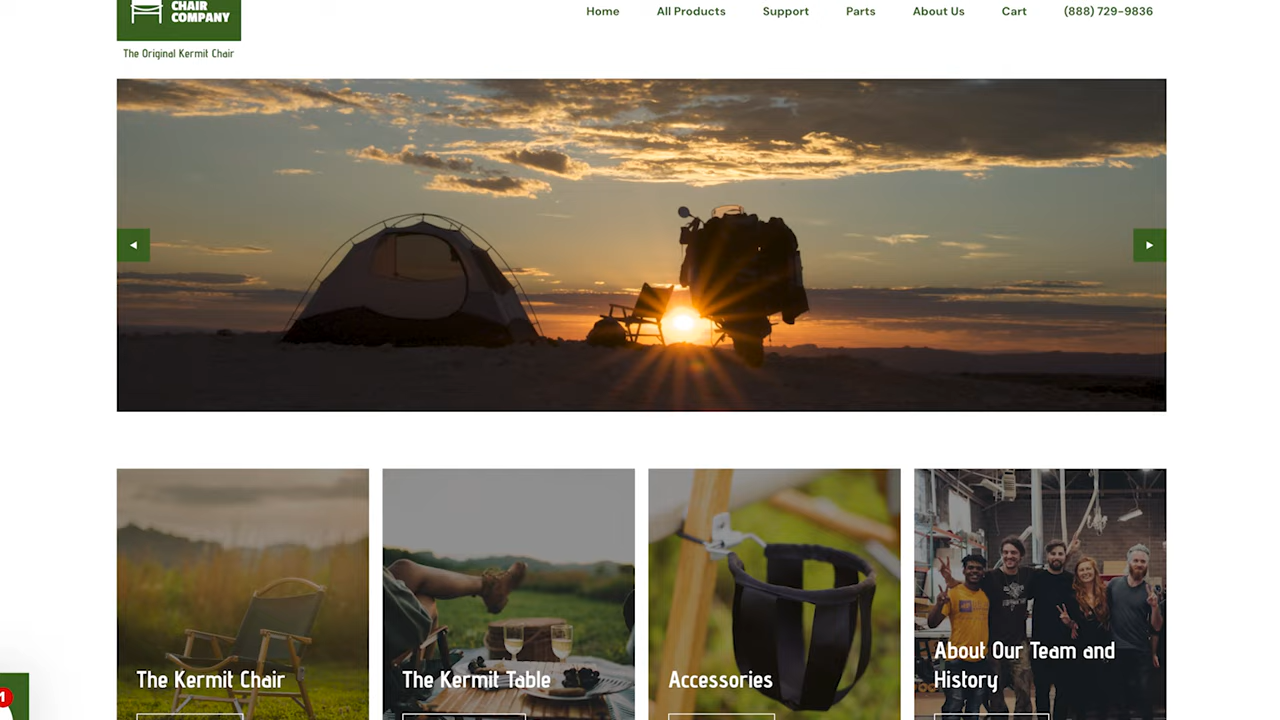 CHAIR
COMPANY
The Original Kermit Chair
Home All Products Support Parts About Us Cart (888) 729-9836
◄
►
The Kermit Chair
The Kermit Table
Accessories
About Our Team and
History
1